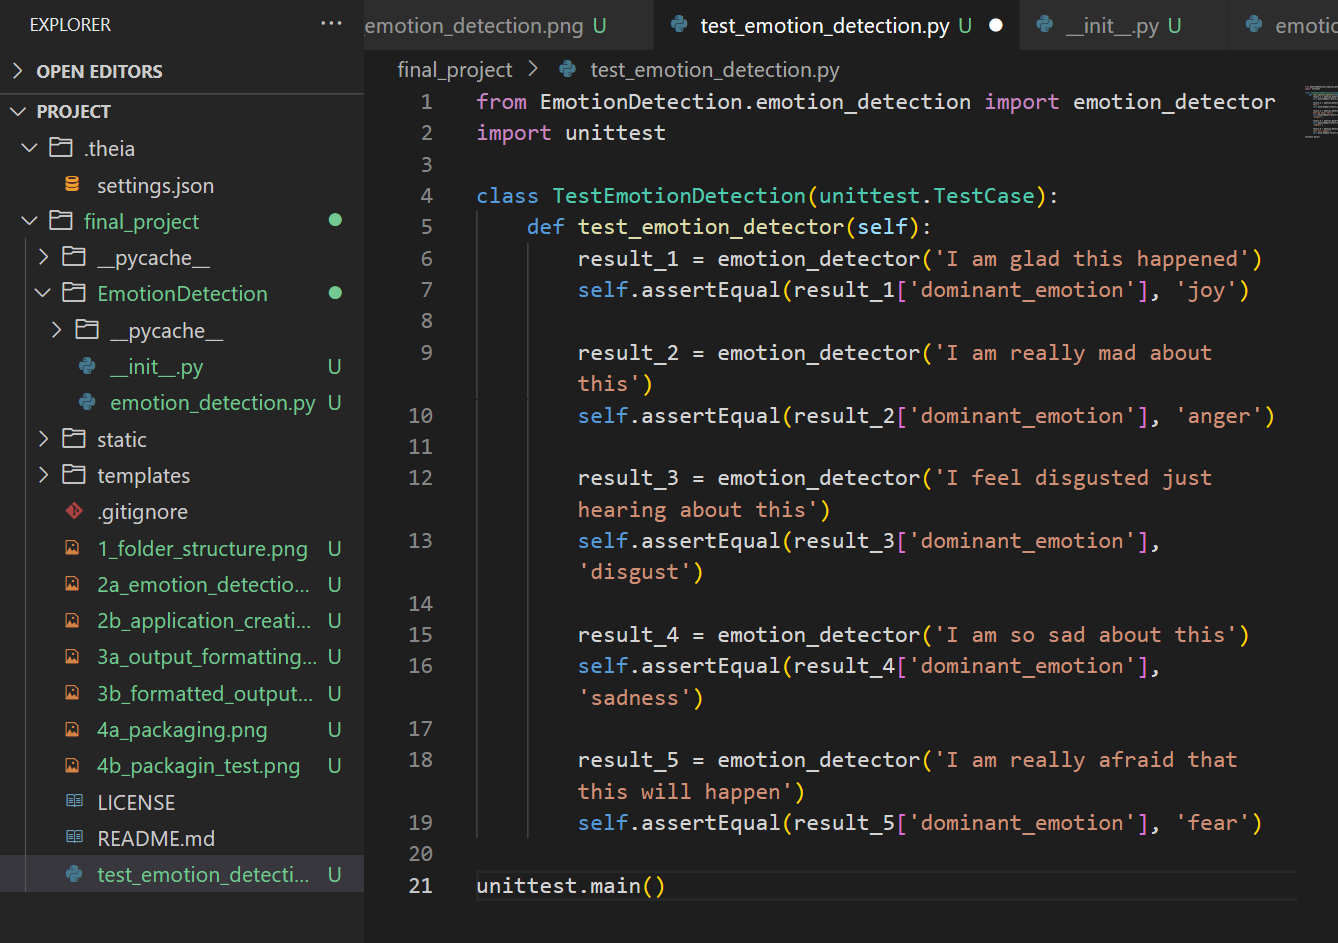 EXPLORER
OPEN EDITORS
PROJECT
.theia
settings.json
final_project
__pycache__
EmotionDetection
__pycache__
__init__.py U
emotion_detection.py U
static
templates
.gitignore
1_folder_structure.png U
2a_emotion_detectio... U
2b_application_creati... U
3a_output_formatting... U
3b_formatted_output... U
4a_packaging.png U
4b_packagin_test.png U
LICENSE
README.md
test_emotion_detecti... U
emotion_detection.png U test_emotion_detection.py U __init__.py U emotio
final_project > test_emotion_detection.py
1 from EmotionDetection.emotion_detection import emotion_detector
2 import unittest
3
4 class TestEmotionDetection(unittest.TestCase):
5 def test_emotion_detector(self):
6 result_1 = emotion_detector('I am glad this happened')
7 self.assertEqual(result_1['dominant_emotion'], 'joy')
8
9 result_2 = emotion_detector('I am really mad about
this')
10 self.assertEqual(result_2['dominant_emotion'], 'anger')
11
12 result_3 = emotion_detector('I feel disgusted just
hearing about this')
13 self.assertEqual(result_3['dominant_emotion'],
'disgust')
14
15 result_4 = emotion_detector('I am so sad about this')
16 self.assertEqual(result_4['dominant_emotion'],
'sadness')
17
18 result_5 = emotion_detector('I am really afraid that
this will happen')
19 self.assertEqual(result_5['dominant_emotion'], 'fear')
20
21 unittest.main()